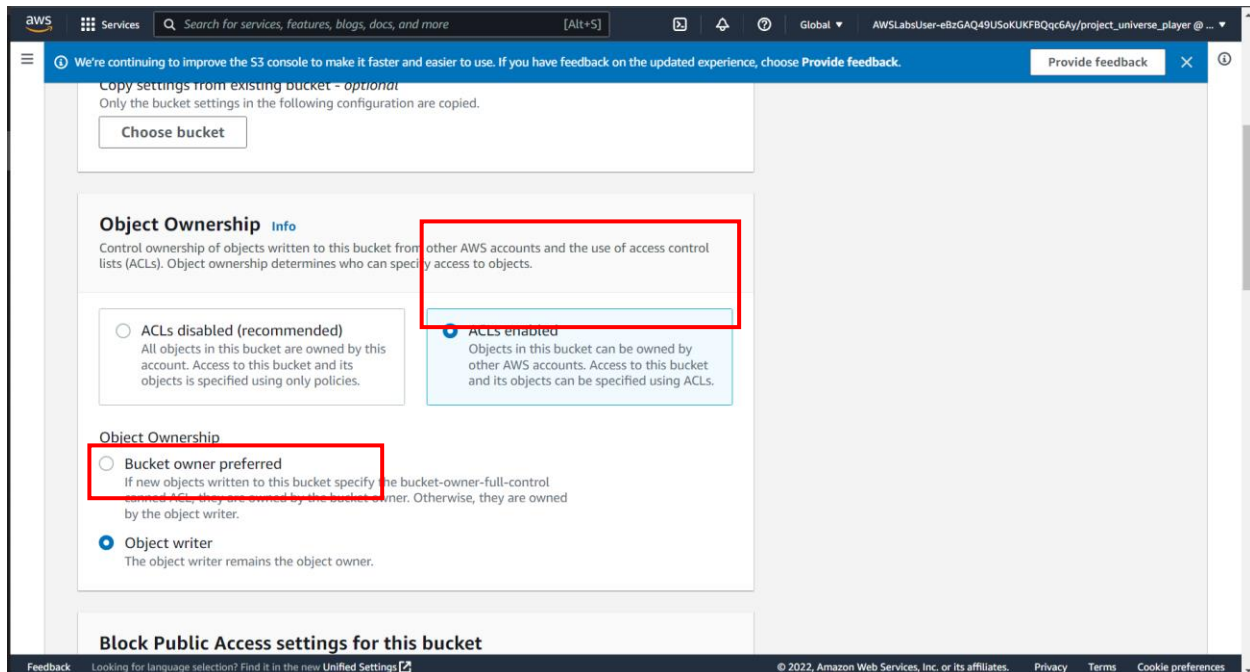 aws Services Search for services, features, blogs, docs, and more [Alt+S] Global AWSLabsUser-eBzGAQ49USoKUKFBQqc6Ay/project_universe_player @ ...
We're continuing to improve the S3 console to make it faster and easier to use. If you have feedback on the updated experience, choose Provide feedback. Provide feedback
Copy settings from existing bucket - optional
Only the bucket settings in the following configuration are copied.
Choose bucket
Object Ownership Info
Control ownership of objects written to this bucket from other AWS accounts and the use of access control
lists (ACLs). Object ownership determines who can specify access to objects.
ACLs disabled (recommended)
All objects in this bucket are owned by this
account. Access to this bucket and its
objects is specified using only policies.
ACLs enabled
Objects in this bucket can be owned by
other AWS accounts. Access to this bucket
and its objects can be specified using ACLs.
Object Ownership
Bucket owner preferred
If new objects written to this bucket specify the bucket-owner-full-control
canned ACL, they are owned by the bucket owner. Otherwise, they are owned
by the object writer.
Object writer
The object writer remains the object owner.
Block Public Access settings for this bucket
Feedback Looking for language selection? Find it in the new Unified Settings © 2022, Amazon Web Services, Inc. or its affiliates. Privacy Terms Cookie preferences